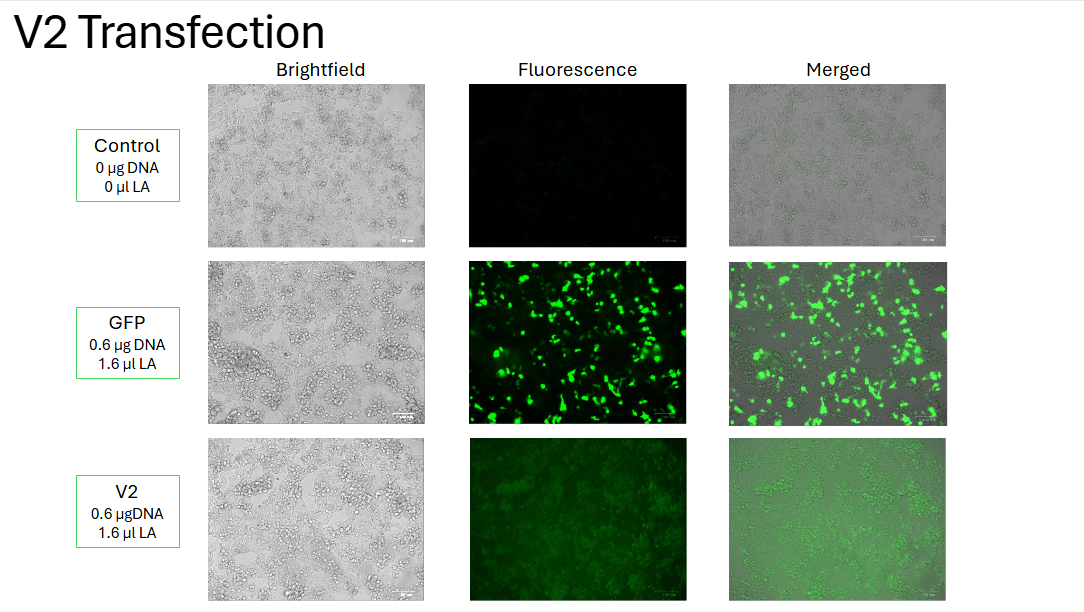 V2 Transfection
Brightfield
Fluorescence
Merged
Control
0 µg DNA
0 µl LA
GFP
0.6 µg DNA
1.6 µl LA
V2
0.6 µgDNA
1.6 µl LA